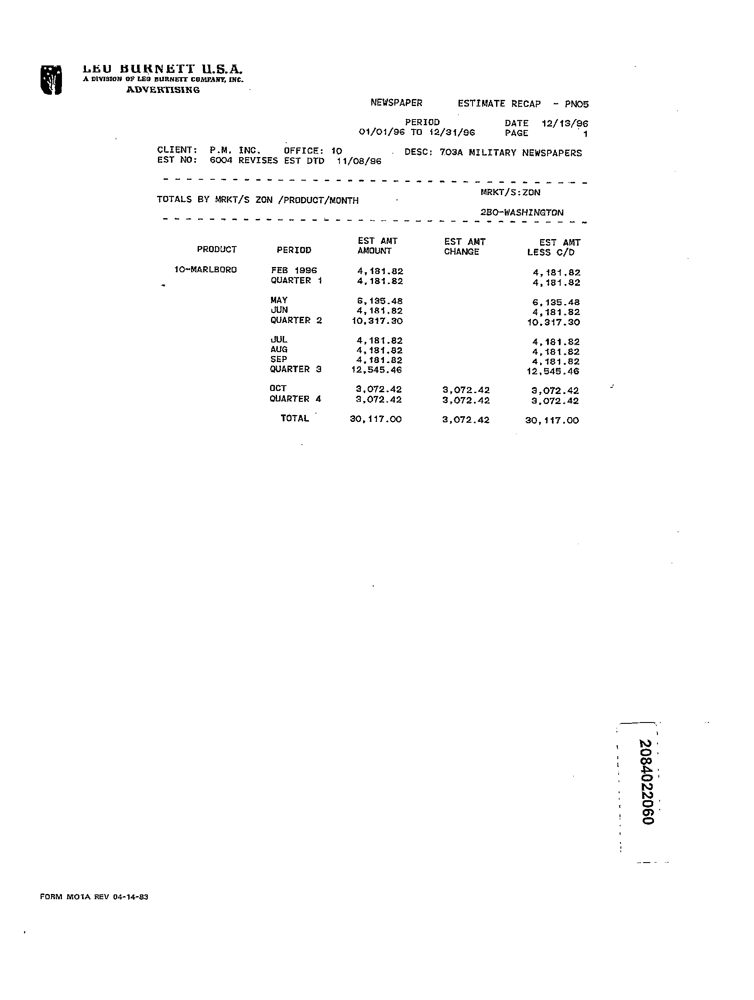 LEO BURNETT U.S.A.
A DIVISION OF LEO BURNETT COMPANY, INC.
ADVERTISING
NEWSPAPER ESTIMATE RECAP - PNO5
PERIOD DATE 12/13/96
01/01/96 TO 12/31/96 PAGE 1
CLIENT: P.M. INC. OFFICE: 10 DESC: 703A MILITARY NEWSPAPERS
EST NO: 6004 REVISES EST DTD 11/08/96
MRKT/S:ZON
TOTALS BY MRKT/S ZON /PRODUCT/MONTH
2BO-WASHINGTON
EST AMT EST AMT EST AMT
PRODUCT PERIOD AMOUNT CHANGE LESS C/D
10-MARLBORO FEB 1996 4,181.82 4,181.82
QUARTER 1 4,181.82 4,181.82
MAY 6,135.48 6,135.48
JUN 4,181.82 4,181.82
QUARTER 2 10,317.30 10,317.30
JUL 4,181.82 4,181.82
AUG 4,181.82 4,181.82
SEP 4,181.82 4,181.82
QUARTER 3 12,545.46 12,545.46
OCT 3,072.42 3,072.42 3,072.42
QUARTER 4 3,072.42 3,072.42 3,072.42
TOTAL 30,117.00 3,072.42 30,117.00
2084022060
FORM MO1A REV 04-14-83